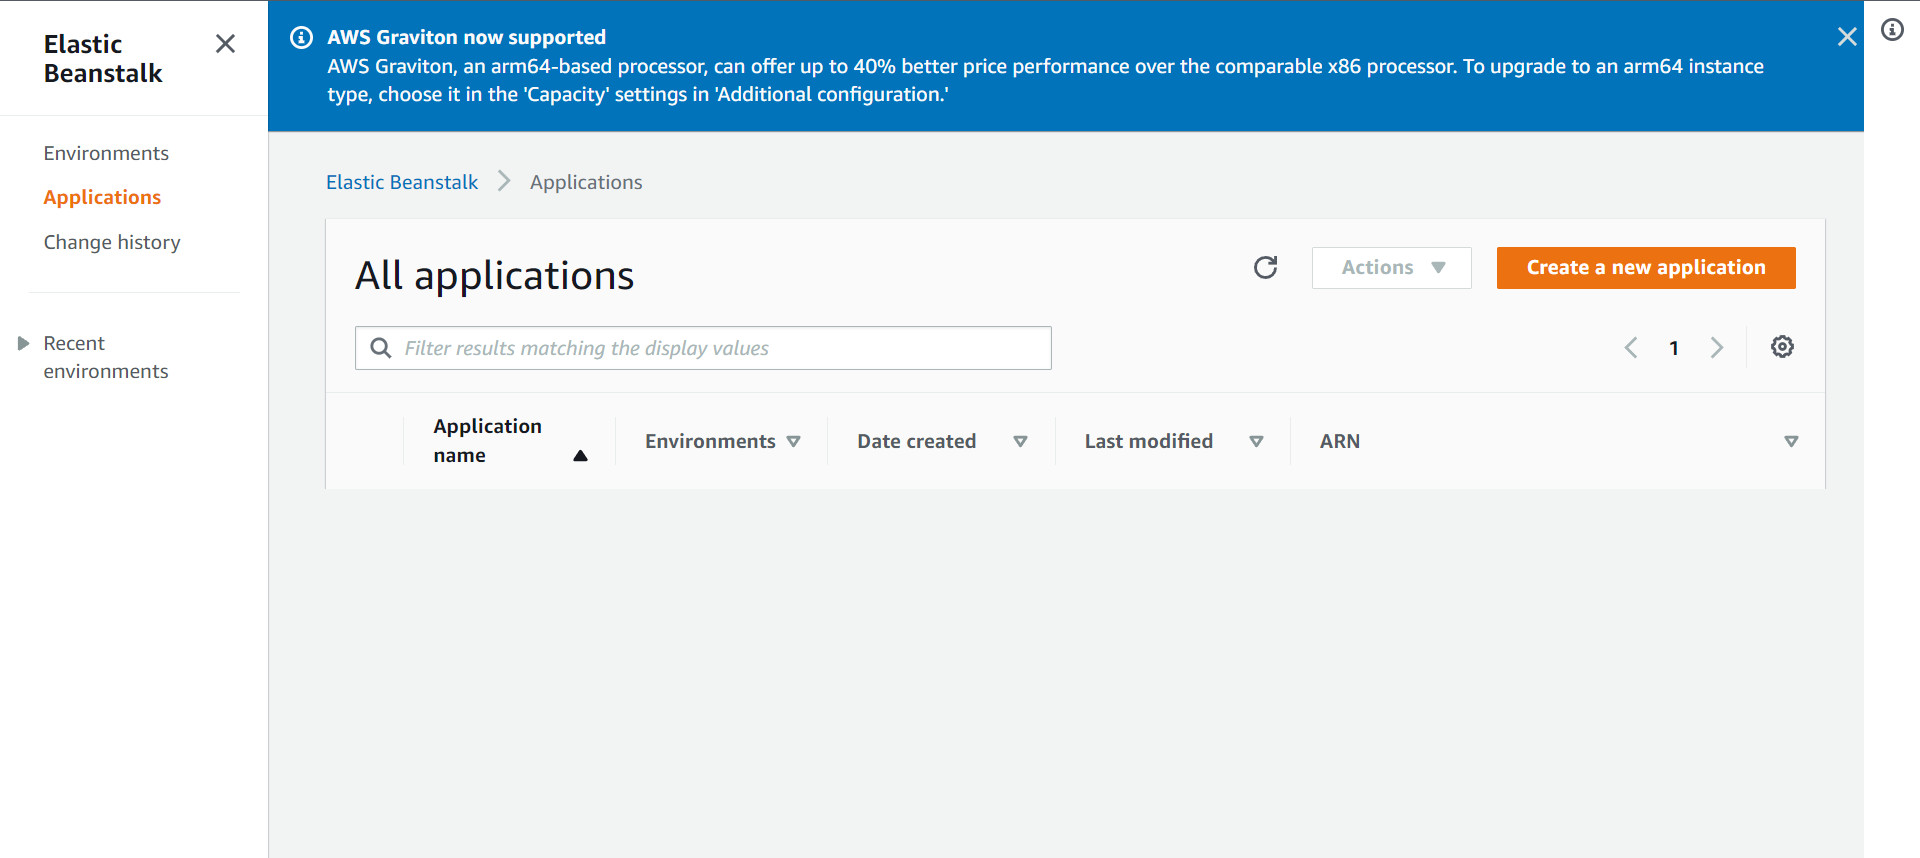 Elastic
Beanstalk
Environments
Applications
Change history
Recent
environments
AWS Graviton now supported
AWS Graviton, an arm64-based processor, can offer up to 40% better price performance over the comparable x86 processor. To upgrade to an arm64 instance
type, choose it in the 'Capacity' settings in 'Additional configuration.'
Elastic Beanstalk Applications
All applications
Actions
Create a new application
Filter results matching the display values
1
Application
name
Environments
Date created
Last modified
ARN